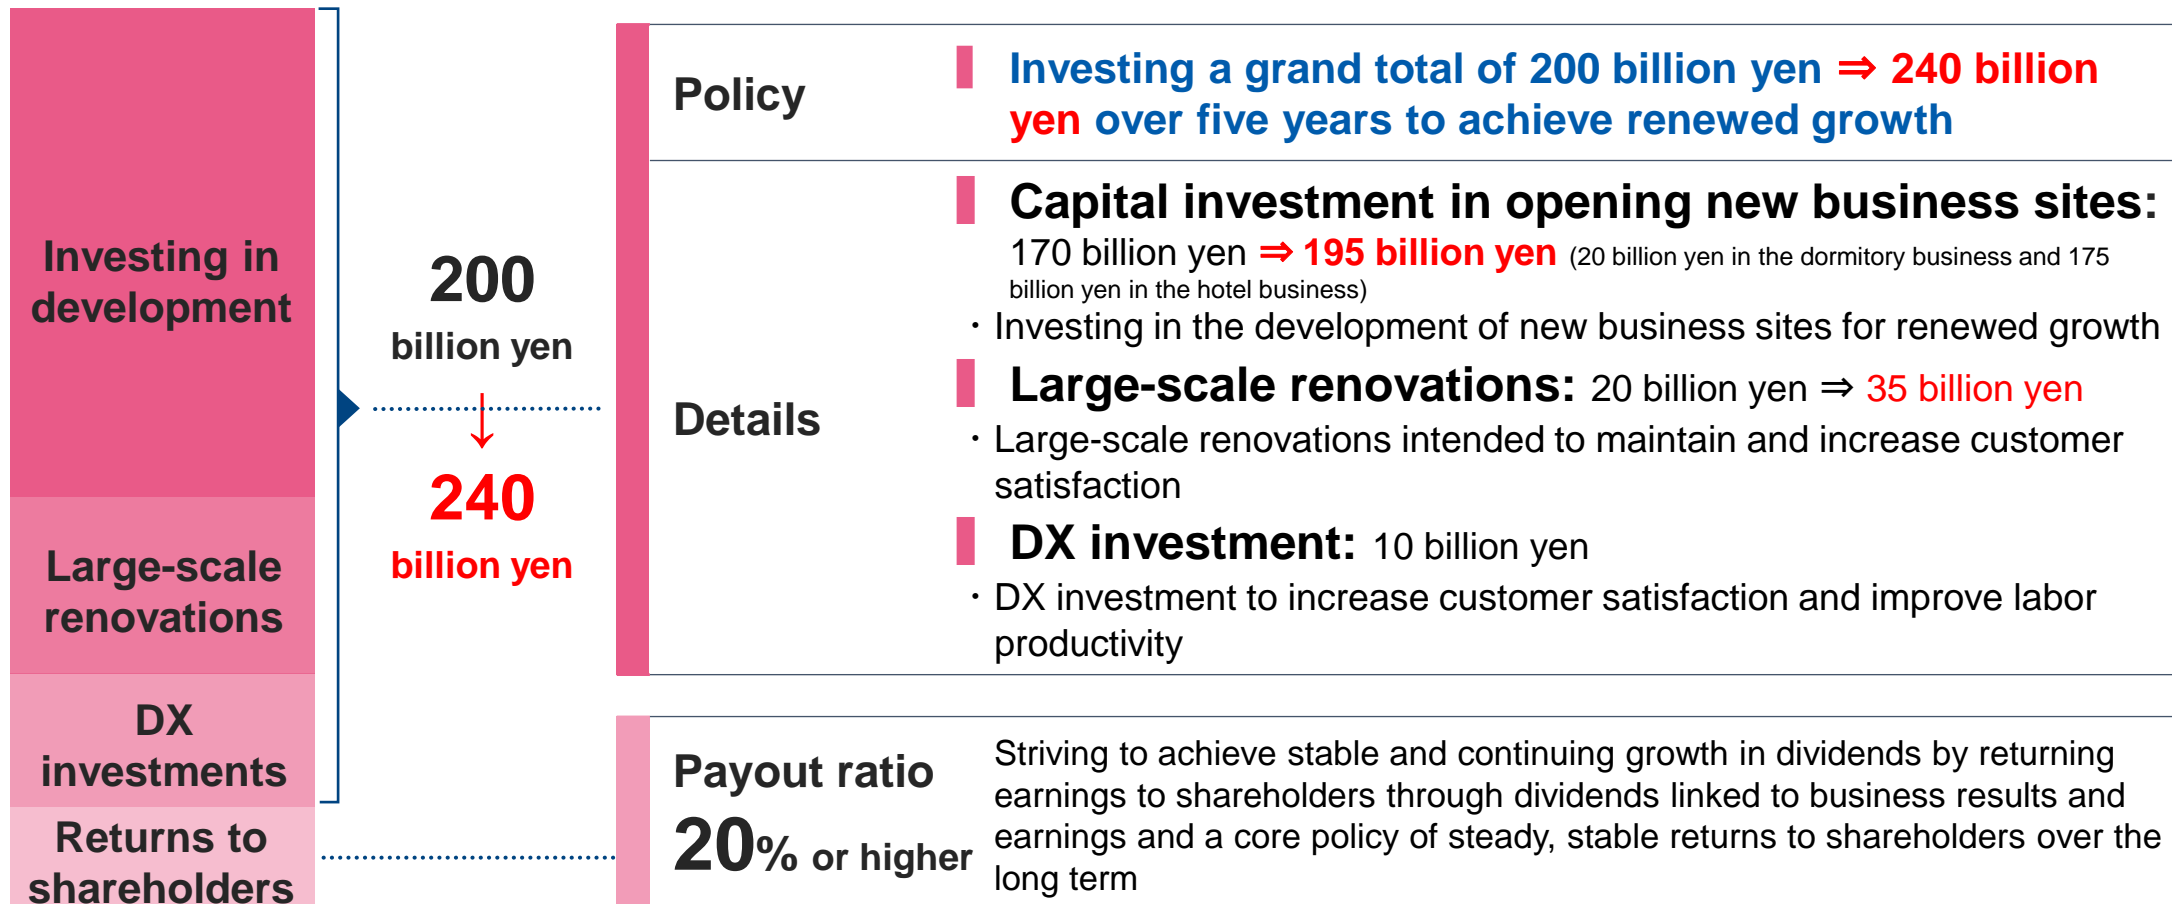 Investing in
development
Large-scale
renovations
DX
investments
Returns to
shareholders
200
billion yen
↓
240
billion yen
Policy
Investing a grand total of 200 billion yen ⇒ 240 billion
yen over five years to achieve renewed growth
Details
Capital investment in opening new business sites:
170 billion yen ⇒ 195 billion yen (20 billion yen in the dormitory business and 175
billion yen in the hotel business)
・Investing in the development of new business sites for renewed growth
Large-scale renovations: 20 billion yen ⇒ 35 billion yen
・Large-scale renovations intended to maintain and increase customer
satisfaction
DX investment: 10 billion yen
・DX investment to increase customer satisfaction and improve labor
productivity
Payout ratio
20% or higher
Striving to achieve stable and continuing growth in dividends by returning
earnings to shareholders through dividends linked to business results and
earnings and a core policy of steady, stable returns to shareholders over the
long term